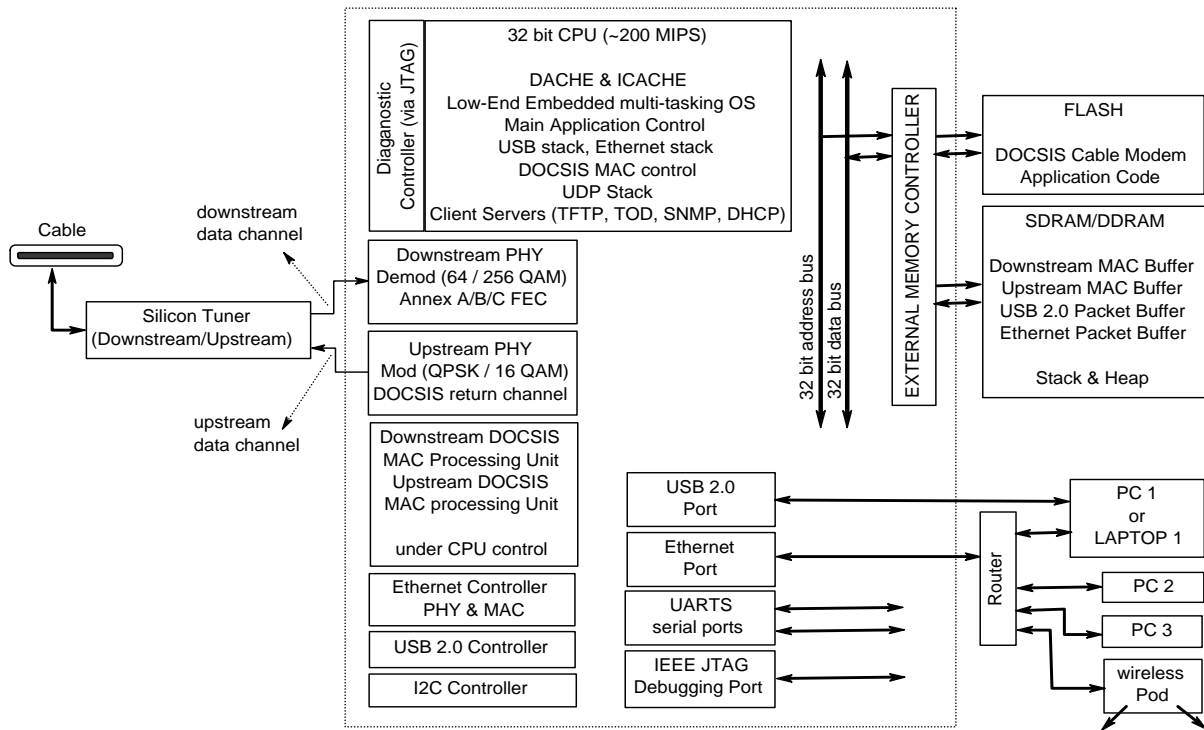 Diaganostic
Controller (via JTAG)
32 bit CPU (~200 MIPS)
DACHE & ICACHE
Low-End Embedded multi-tasking OS
Main Application Control
USB stack, Ethernet stack
DOCSIS MAC control
UDP Stack
Client Servers (TFTP, TOD, SNMP, DHCP)
32 bit address bus
32 bit data bus
EXTERNAL MEMORY CONTROLLER
FLASH
DOCSIS Cable Modem
Application Code
SDRAM/DDRAM
Downstream MAC Buffer
Upstream MAC Buffer
USB 2.0 Packet Buffer
Ethernet Packet Buffer
Stack & Heap
Cable
downstream
data channel
Silicon Tuner
(Downstream/Upstream)
upstream
data channel
Downstream PHY
Demod (64 / 256 QAM)
Annex A/B/C FEC
Upstream PHY
Mod (QPSK / 16 QAM)
DOCSIS return channel
Downstream DOCSIS
MAC Processing Unit
Upstream DOCSIS
MAC processing Unit
under CPU control
Ethernet Controller
PHY & MAC
USB 2.0 Controller
I2C Controller
USB 2.0
Port
Ethernet
Port
UARTS
serial ports
IEEE JTAG
Debugging Port
Router
PC 1
or
LAPTOP 1
PC 2
PC 3
wireless
Pod